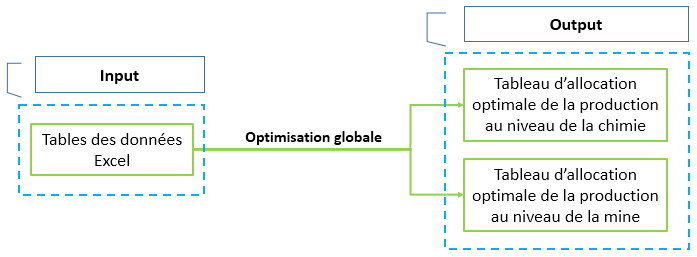 Input
Tables des données
Excel
Optimisation globale
Output
Tableau d'allocation
optimale de la production
au niveau de la chimie
Tableau d'allocation
optimale de la production
au niveau de la mine